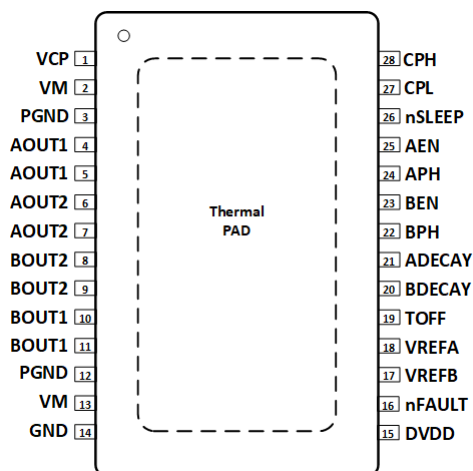 VCP 1 28 CPH
VM 2 27 CPL
PGND 3 26 nSLEEP
AOUT1 4 25 AEN
AOUT1 5 24 APH
AOUT2 6 23 BEN
AOUT2 7 22 BPH
BOUT2 8 21 ADECAY
BOUT2 9 20 BDECAY
BOUT1 10 19 TOFF
BOUT1 11 18 VREFA
PGND 12 17 VREFB
VM 13 16 nFAULT
GND 14 15 DVDD
Thermal
PAD